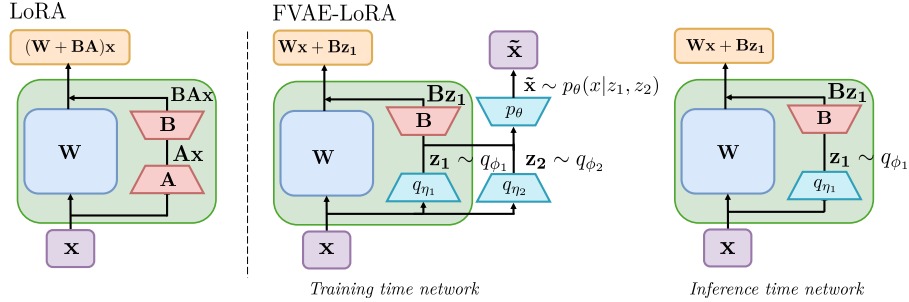 LoRA
(W + BA)x
BAx
B
W
Ax
A
x
FVAE-LoRA
Wx + Bz₁
x̃
x̃ ∼ p_θ(x|z₁, z₂)
Bz₁
B
p_θ
W
z₁ ∼ q_ϕ₁
z₂ ∼ q_ϕ₂
q_η₁
q_η₂
x
Training time network
Wx + Bz₁
Bz₁
B
W
z₁ ∼ q_ϕ₁
q_η₁
x
Inference time network